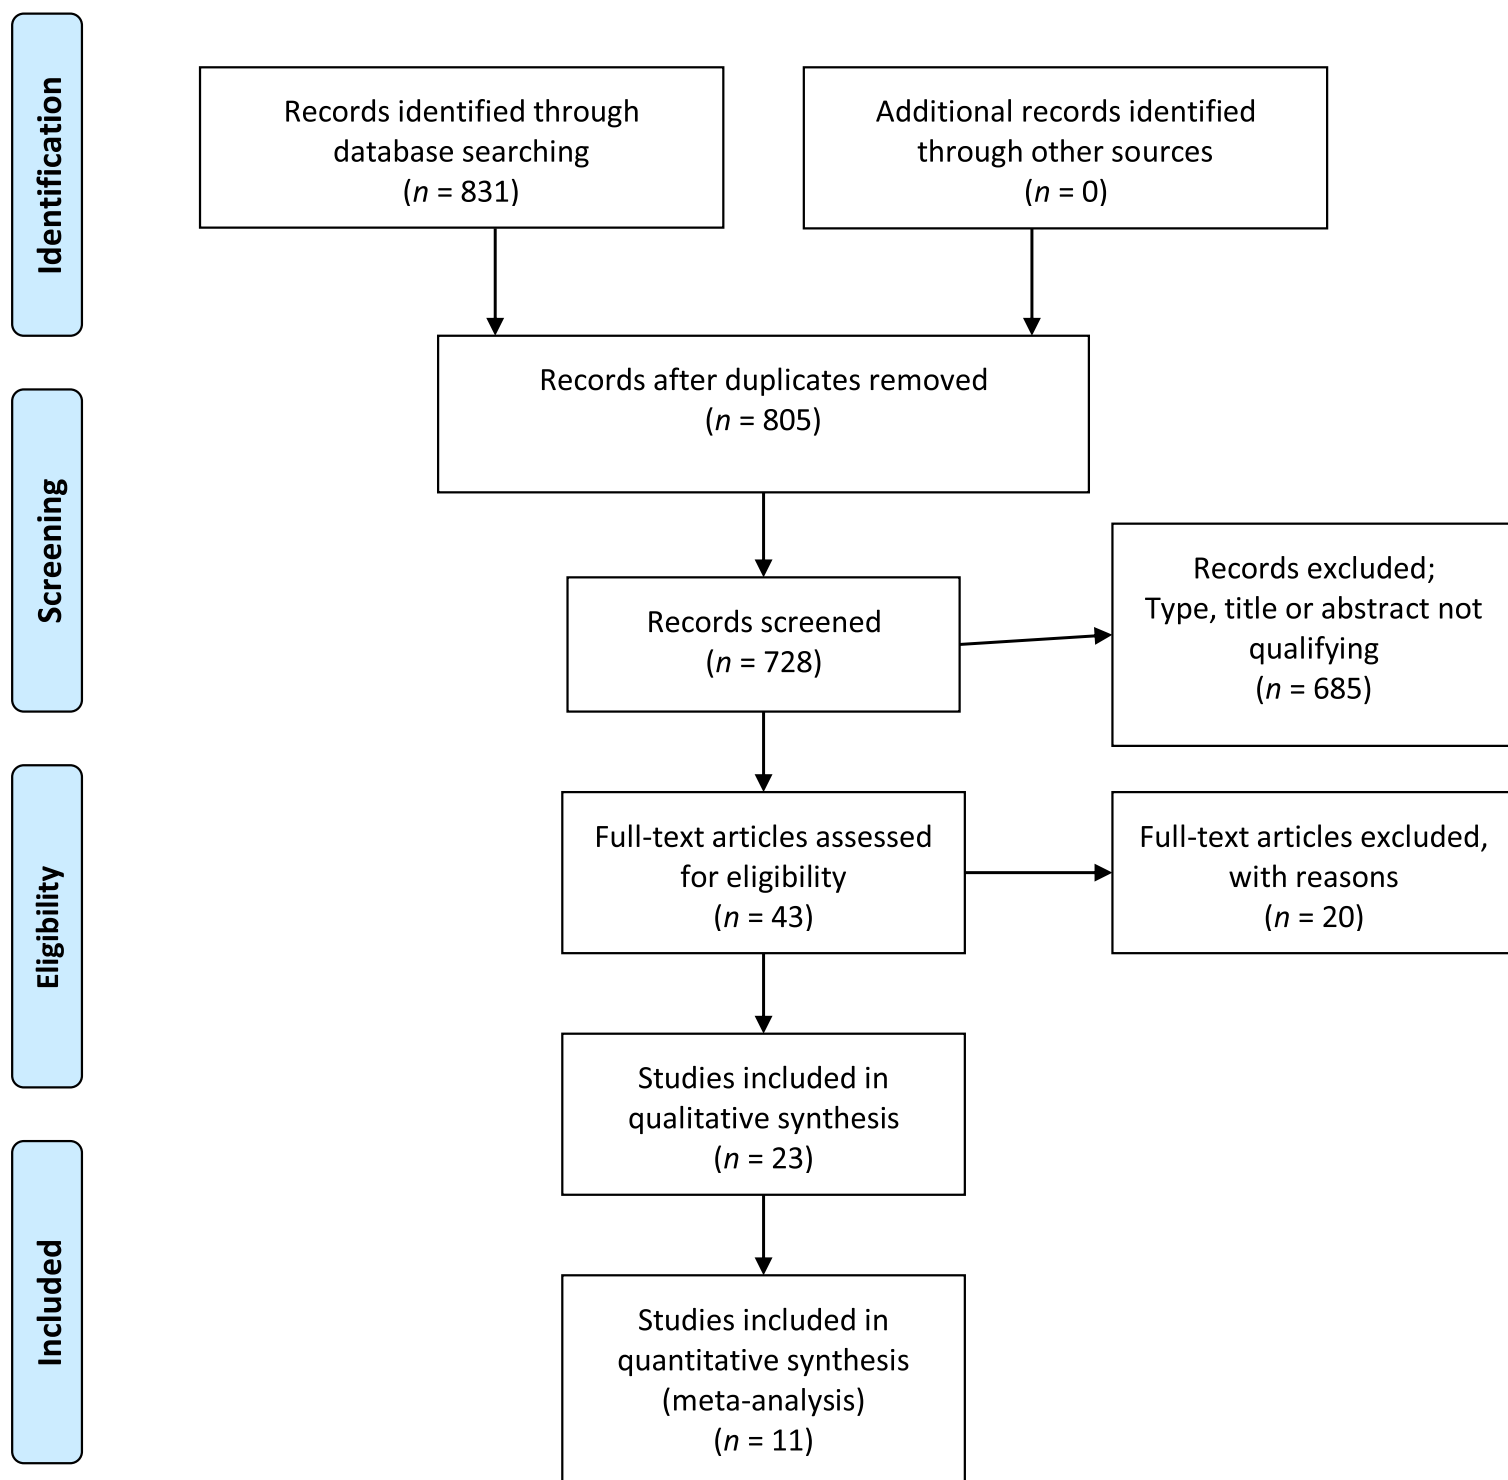 Identification
Records identified through
database searching
(n = 831)
Additional records identified
through other sources
(n = 0)
Records after duplicates removed
(n = 805)
Screening
Records screened
(n = 728)
Records excluded;
Type, title or abstract not
qualifying
(n = 685)
Eligibility
Full-text articles assessed
for eligibility
(n = 43)
Full-text articles excluded,
with reasons
(n = 20)
Studies included in
qualitative synthesis
(n = 23)
Included
Studies included in
quantitative synthesis
(meta-analysis)
(n = 11)